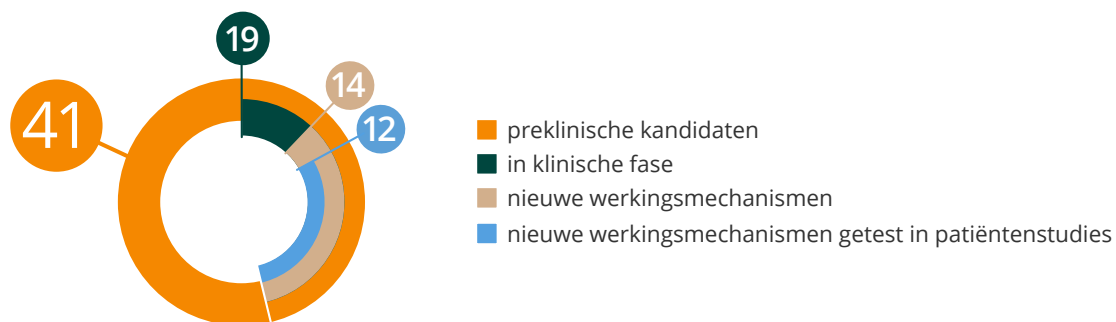 19
14
41
12
preklinische kandidaten
in klinische fase
nieuwe werkingsmechanismen
nieuwe werkingsmechanismen getest in patiëntenstudies